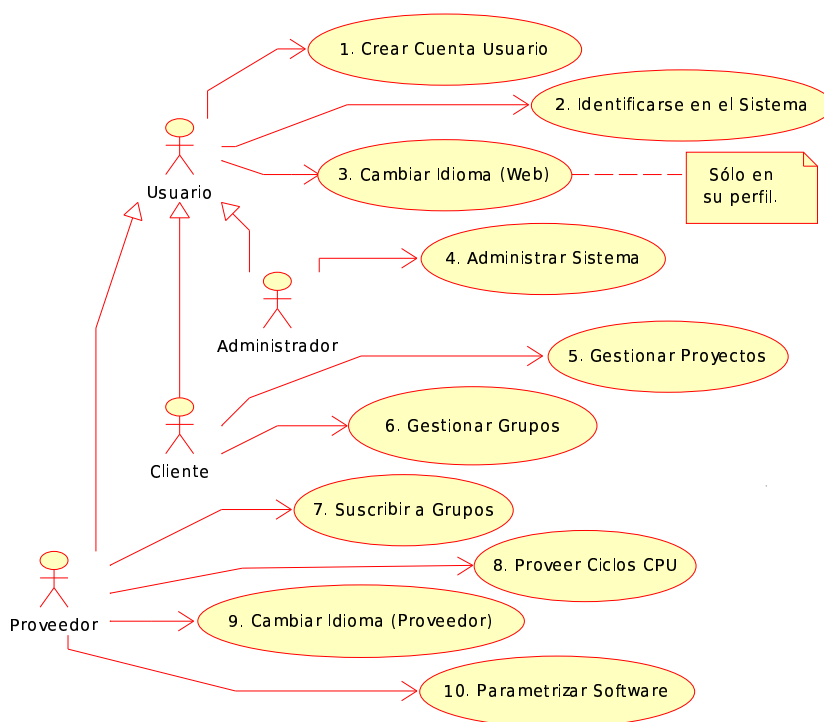 1. Crear Cuenta Usuario
2. Identificarse en el Sistema
3. Cambiar Idioma (Web)
Sólo en
su perfil.
Usuario
4. Administrar Sistema
Administrador
5. Gestionar Proyectos
6. Gestionar Grupos
Cliente
7. Suscribir a Grupos
8. Proveer Ciclos CPU
9. Cambiar Idioma (Proveedor)
Proveedor
10. Parametrizar Software